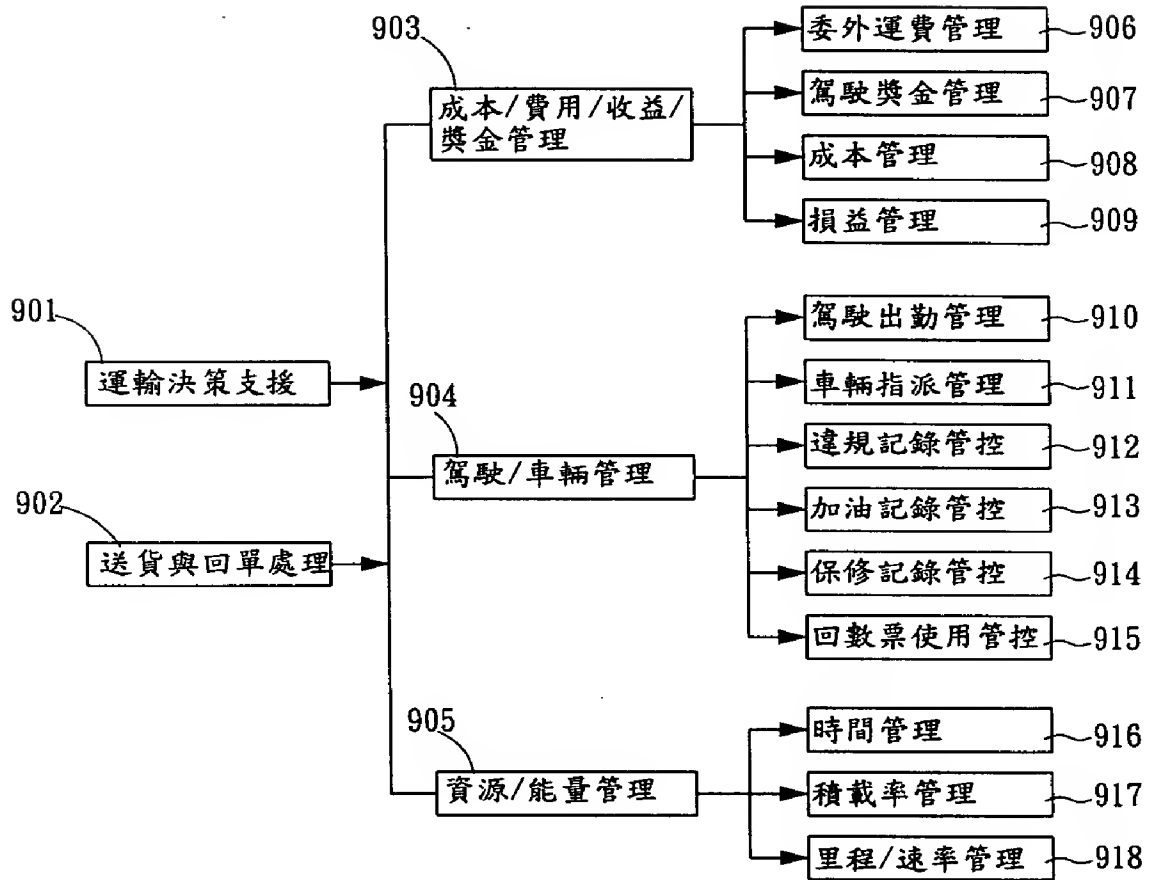 903
成本/費用/收益/
獎金管理
委外運費管理 906
駕駛獎金管理 907
成本管理 908
損益管理 909
901
運輸決策支援
902
送貨與回單處理
904
駕駛/車輛管理
駕駛出勤管理 910
車輛指派管理 911
違規記錄管控 912
加油記錄管控 913
保修記錄管控 914
回數票使用管控 915
905
資源/能量管理
時間管理 916
積載率管理 917
里程/速率管理 918